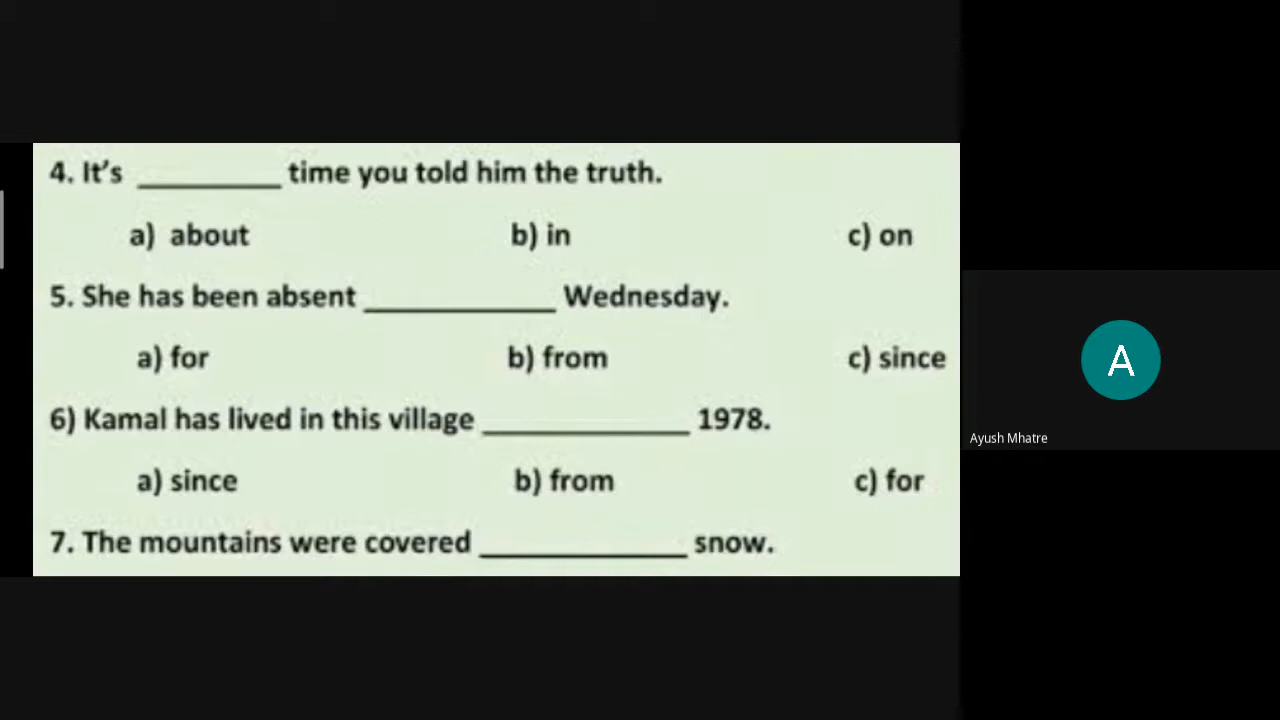 4. It's __________ time you told him the truth.
a) about b) in c) on
5. She has been absent _____________ Wednesday.
a) for b) from c) since
6) Kamal has lived in this village ______________ 1978.
a) since b) from c) for
7. The mountains were covered ______________ snow.
A
Ayush Mhatre